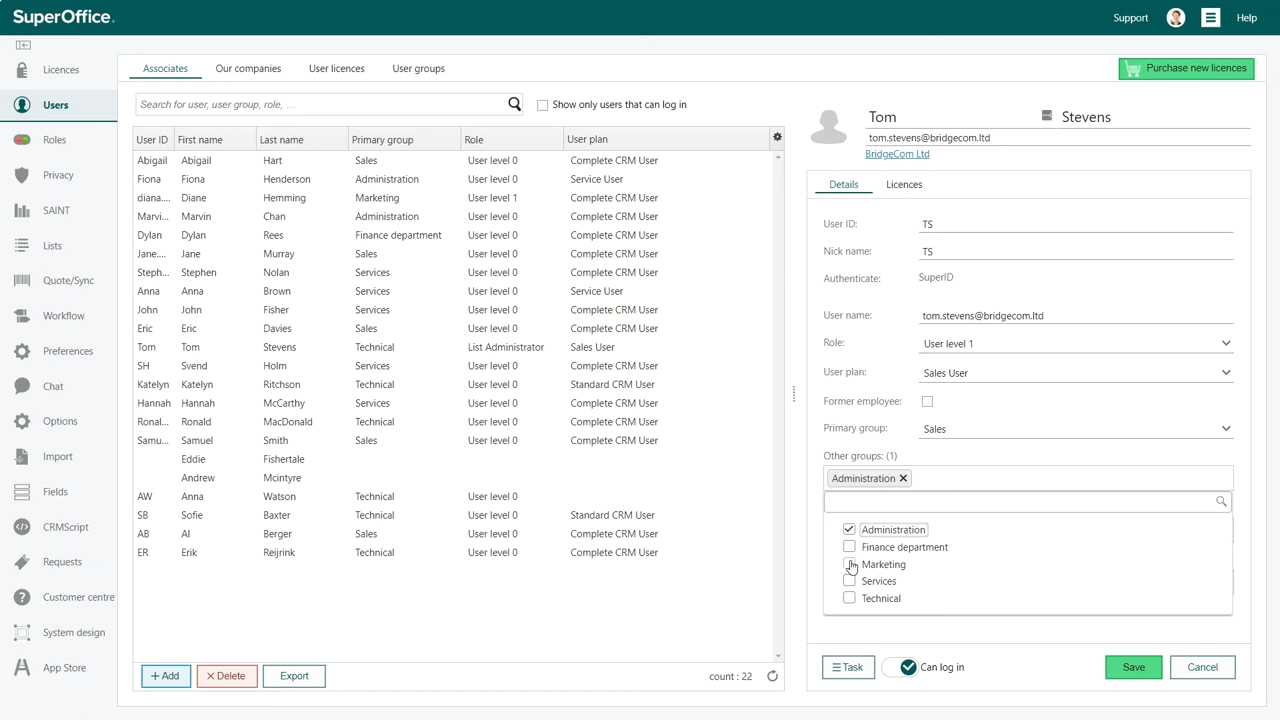 SuperOffice.
Support
Help
Licences
Users
Roles
Privacy
SAINT
Lists
Quote/Sync
Workflow
Preferences
Chat
Options
Import
Fields
CRMScript
Requests
Customer centre
System design
App Store
Associates Our companies User licences User groups
Purchase new licences
Search for user, user group, role, ...
Show only users that can log in
User ID First name Last name Primary group Role User plan
Abigail Abigail Hart Sales User level 0 Complete CRM User
Fiona Fiona Henderson Administration User level 0 Service User
diana.... Diane Hemming Marketing User level 1 Complete CRM User
Marvi... Marvin Chan Administration User level 0 Complete CRM User
Dylan Dylan Rees Finance department User level 0 Complete CRM User
Jane.... Jane Murray Sales User level 0 Complete CRM User
Steph... Stephen Nolan Services User level 0 Complete CRM User
Anna Anna Brown Services User level 0 Service User
John John Fisher Services User level 0 Complete CRM User
Eric Eric Davies Sales User level 0 Complete CRM User
Tom Tom Stevens Technical List Administrator Sales User
SH Svend Holm Services User level 0 Complete CRM User
Katelyn Katelyn Ritchson Technical User level 0 Standard CRM User
Hannah Hannah McCarthy Services User level 0 Complete CRM User
Ronal... Ronald MacDonald Technical User level 0 Complete CRM User
Samu... Samuel Smith Sales User level 0 Complete CRM User
Eddie Fishertale
Andrew Mcintyre
AW Anna Watson Technical User level 0
SB Sofie Baxter Technical User level 0 Standard CRM User
AB Al Berger Sales User level 0 Complete CRM User
ER Erik Reijrink Technical User level 0 Complete CRM User
+ Add × Delete Export count : 22
Tom Stevens
tom.stevens@bridgecom.ltd
BridgeCom Ltd
Details Licences
User ID: TS
Nick name: TS
Authenticate: SuperID
User name: tom.stevens@bridgecom.ltd
Role: User level 1
User plan: Sales User
Former employee:
Primary group: Sales
Other groups: (1)
Administration ×
Administration
Finance department
Marketing
Services
Technical
Task Can log in Save Cancel